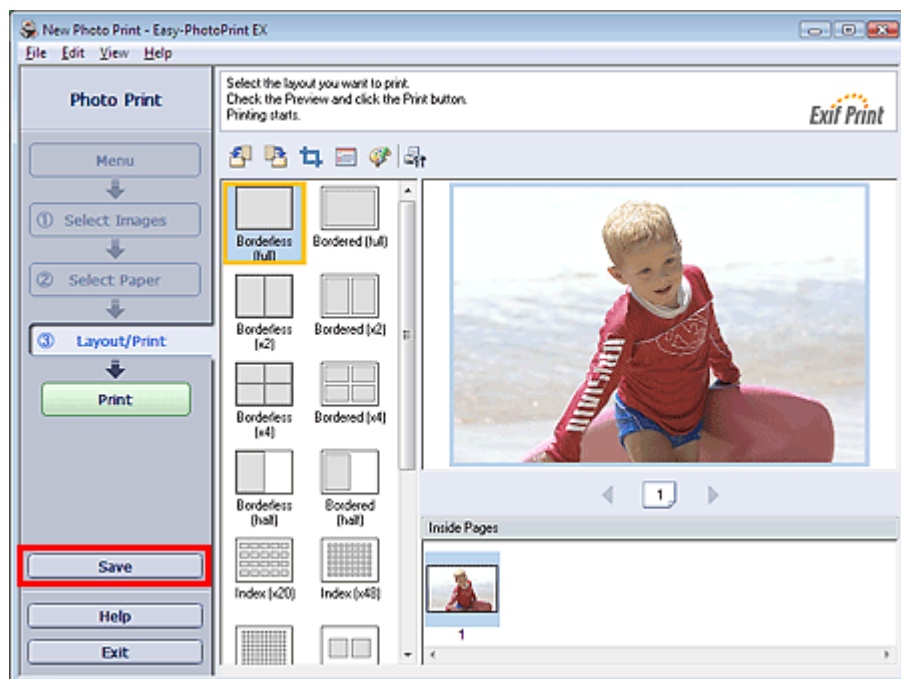 New Photo Print - Easy-PhotoPrint EX
File Edit View Help
Photo Print
Select the layout you want to print.
Check the Preview and click the Print button.
Printing starts.
Exif Print
Menu
① Select Images
② Select Paper
③ Layout/Print
Print
Save
Help
Exit
Borderless
(full)
Bordered (full)
Borderless
(x2)
Bordered (x2)
Borderless
(x4)
Bordered (x4)
Borderless
(half)
Bordered
(half)
Index (x20)
Index (x48)
1
Inside Pages
1